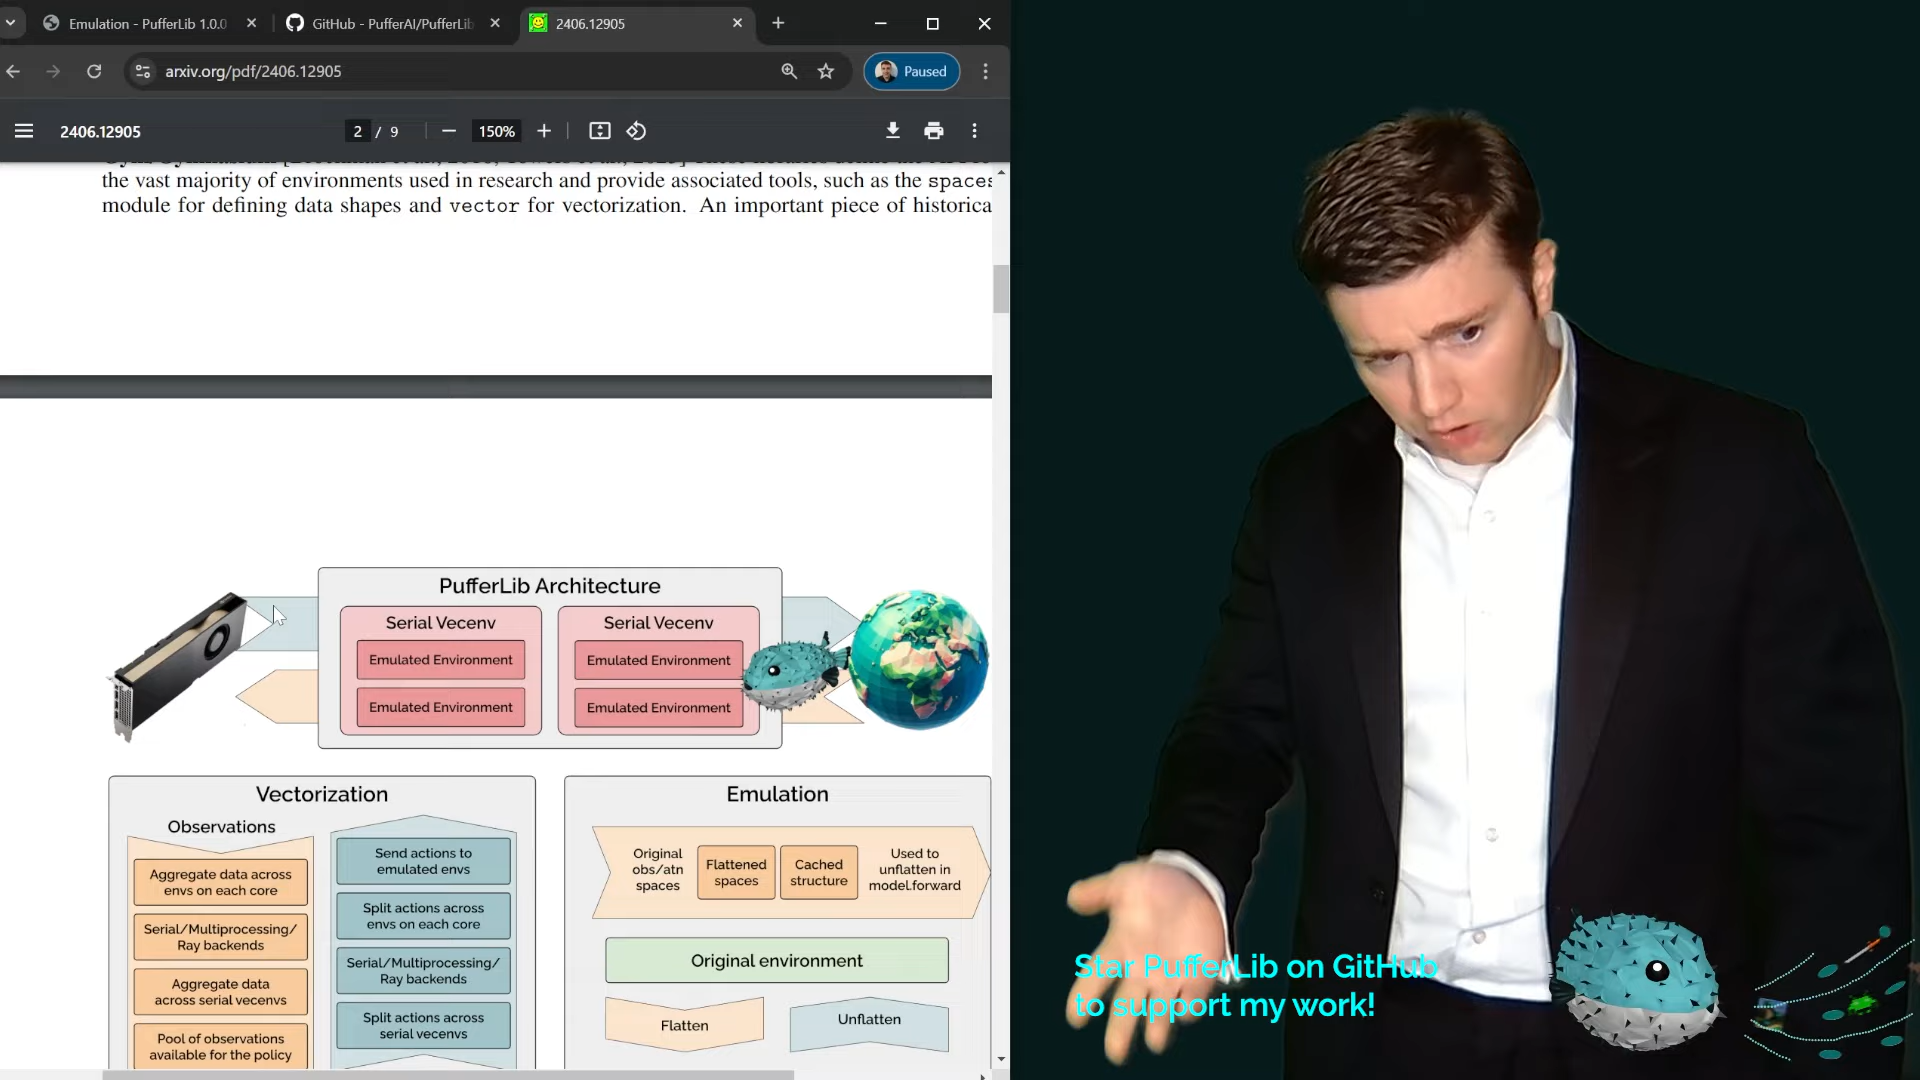 Emulation - PufferLib 1.0.0
GitHub - PufferAI/PufferLib
2406.12905
arxiv.org/pdf/2406.12905
Paused
2406.12905
2 / 9
150%
the vast majority of environments used in research and provide associated tools, such as the spaces
module for defining data shapes and vector for vectorization. An important piece of historica
PufferLib Architecture
Serial Vecenv
Emulated Environment
Emulated Environment
Serial Vecenv
Emulated Environment
Emulated Environment
Vectorization
Observations
Aggregate data across
envs on each core
Serial/Multiprocessing/
Ray backends
Aggregate data
across serial vecenvs
Pool of observations
available for the policy
Send actions to
emulated envs
Split actions across
envs on each core
Serial/Multiprocessing/
Ray backends
Split actions across
serial vecenvs
Emulation
Original
obs/atn
spaces
Flattened
spaces
Cached
structure
Used to
unflatten in
model.forward
Original environment
Flatten
Unflatten
Star PufferLib on GitHub
to support my work!